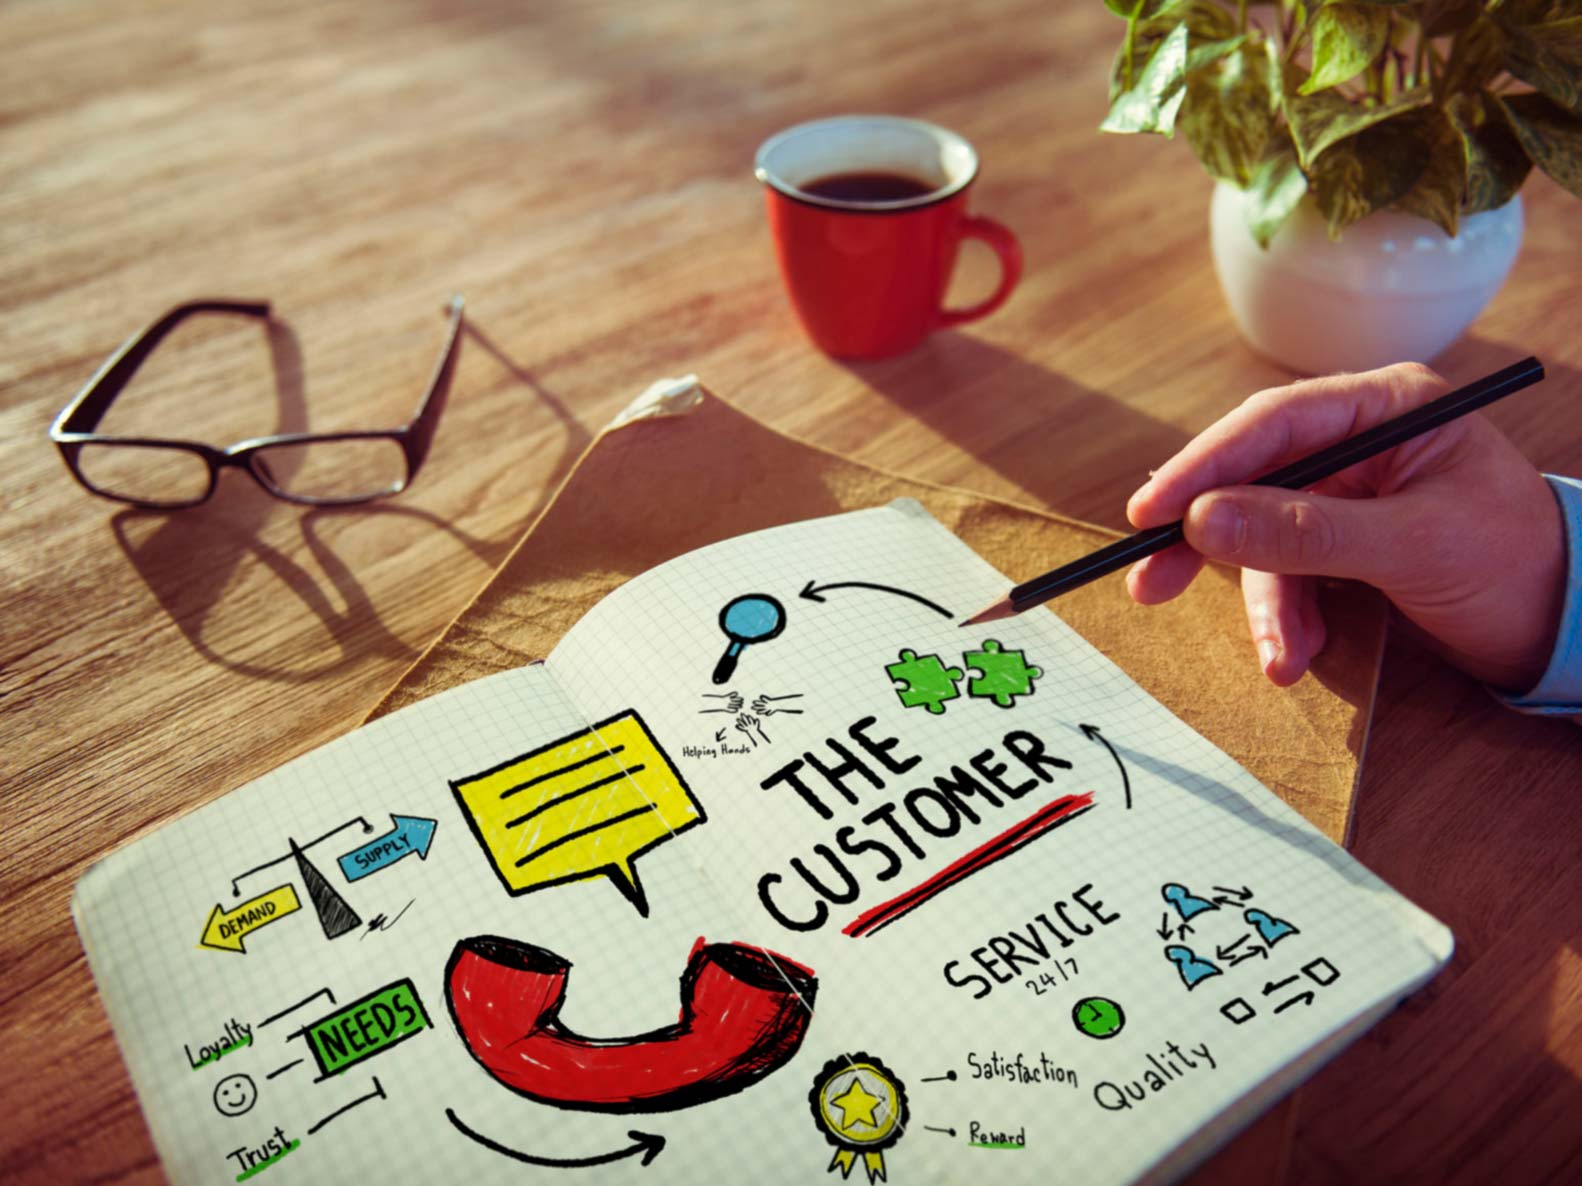 Helping Hands
THE
CUSTOMER
SUPPLY
DEMAND
SERVICE
24/7
NEEDS
Loyalty
Trust
Satisfaction
Reward
Quality